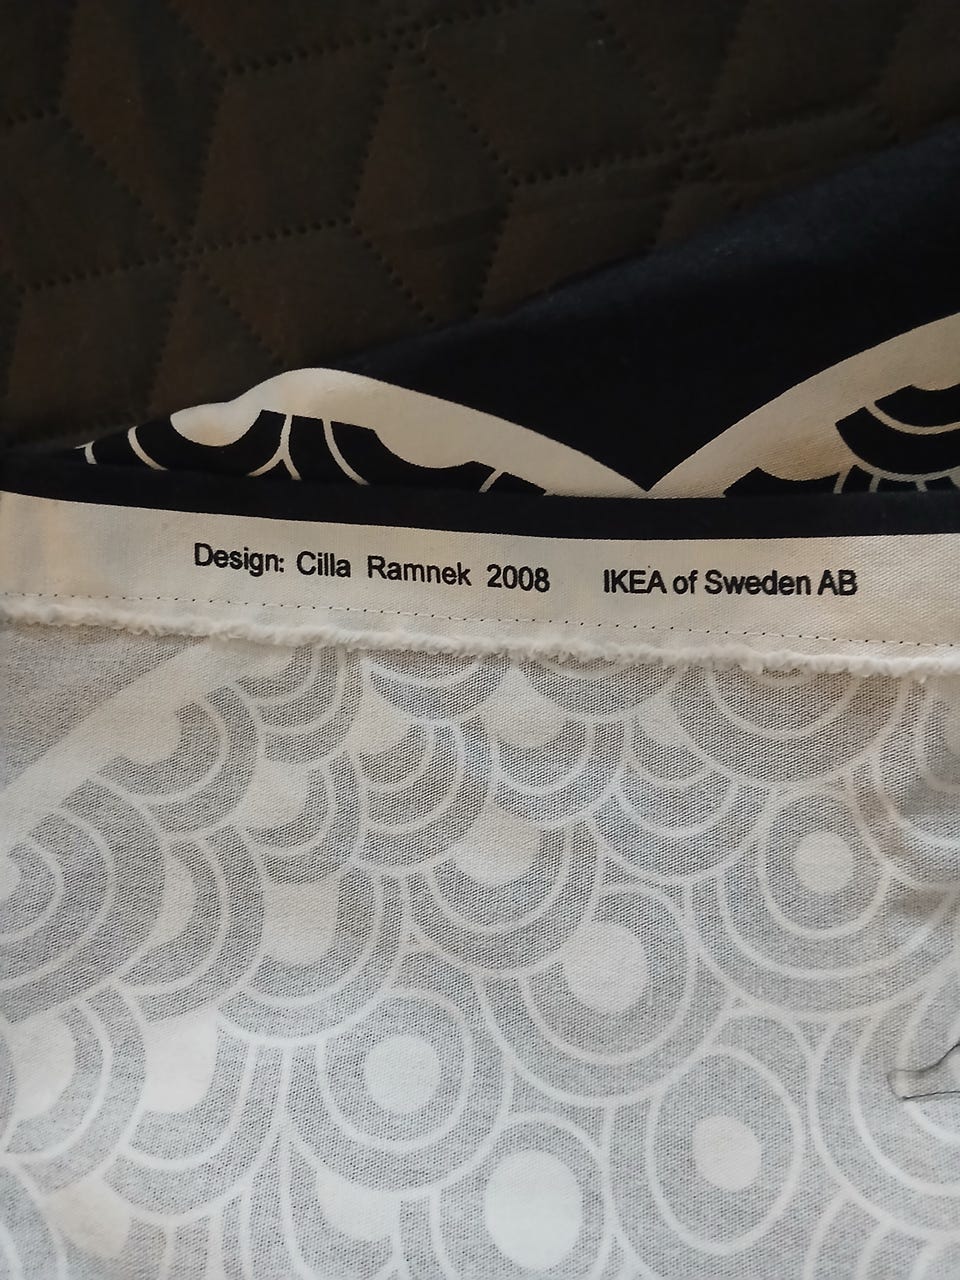 Design: Cilla Ramnek 2008 IKEA of Sweden AB